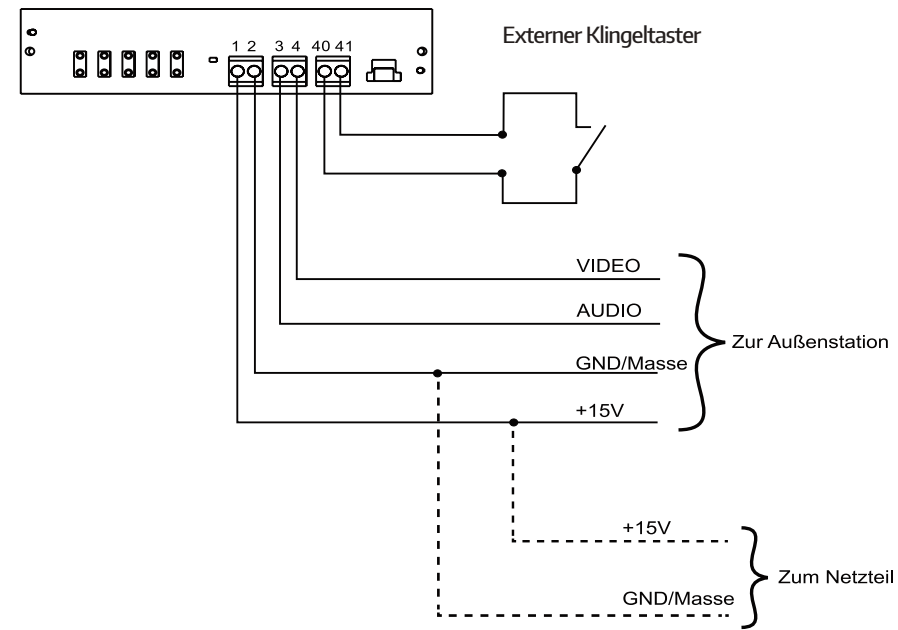 Externer Klingeltaster
1 2 3 4 40 41
VIDEO
AUDIO
Zur Außenstation
GND/Masse
+15V
+15V
Zum Netzteil
GND/Masse